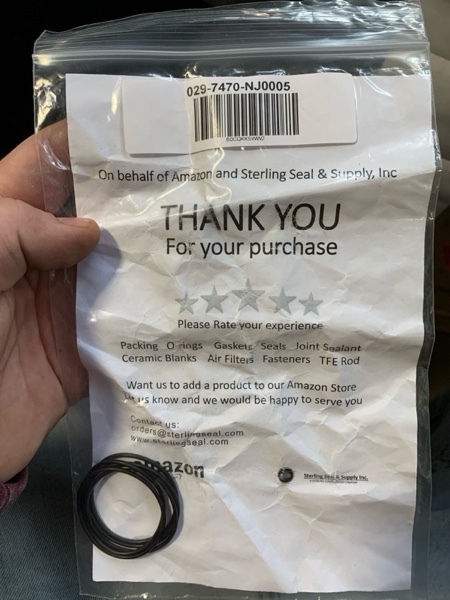 029-7470-NJ0005
On behalf of Amazon and Sterling Seal & Supply, Inc
THANK YOU
For your purchase
Please Rate your experience
Packing O-rings Gaskets Seals Joint Sealant
Ceramic Blanks Air Filters Fasteners TFE Rod
Want us to add a product to our Amazon Store
us know and we would be happy to serve you
Contact us:
orders@sterlingseal.com
www.sterlingseal.com
amazon
Sterling Seal & Supply Inc.